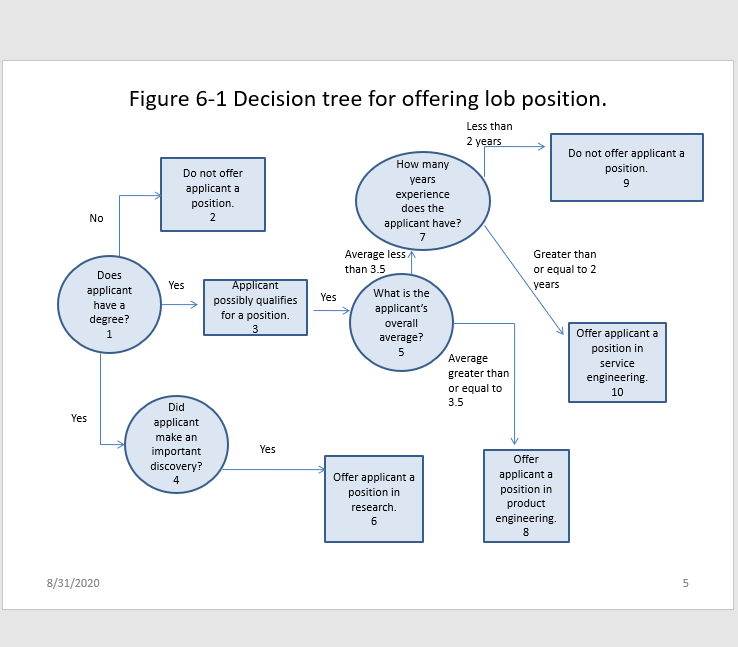 Figure 6-1 Decision tree for offering lob position.
Less than
2 years
Do not offer
applicant a
position.
2
How many
years
experience
does the
applicant have?
7
Do not offer applicant a
position.
9
No
Average less
than 3.5
Greater than
or equal to 2
years
Does
applicant
have a
degree?
1
Yes
Applicant
possibly qualifies
for a position.
3
Yes
What is the
applicant's
overall
average?
5
Offer applicant a
position in
service
engineering.
10
Average
greater than
or equal to
3.5
Yes
Did
applicant
make an
important
discovery?
4
Yes
Offer applicant a
position in
research.
6
Offer
applicant a
position in
product
engineering.
8
8/31/2020
5